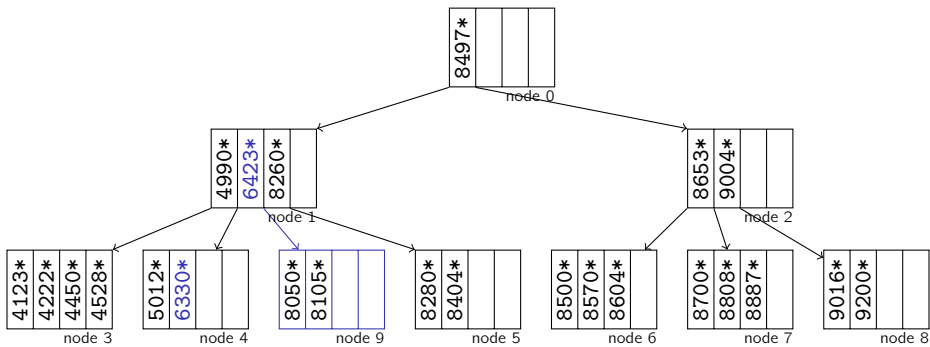 8497*
node 0
4990* 6423* 8260*
node 1
8653* 9004*
node 2
4123* 4222* 4450* 4528*
node 3
5012* 6330*
node 4
8050* 8105*
node 9
8280* 8404*
node 5
8500* 8570* 8604*
node 6
8700* 8808* 8887*
node 7
9016* 9200*
node 8